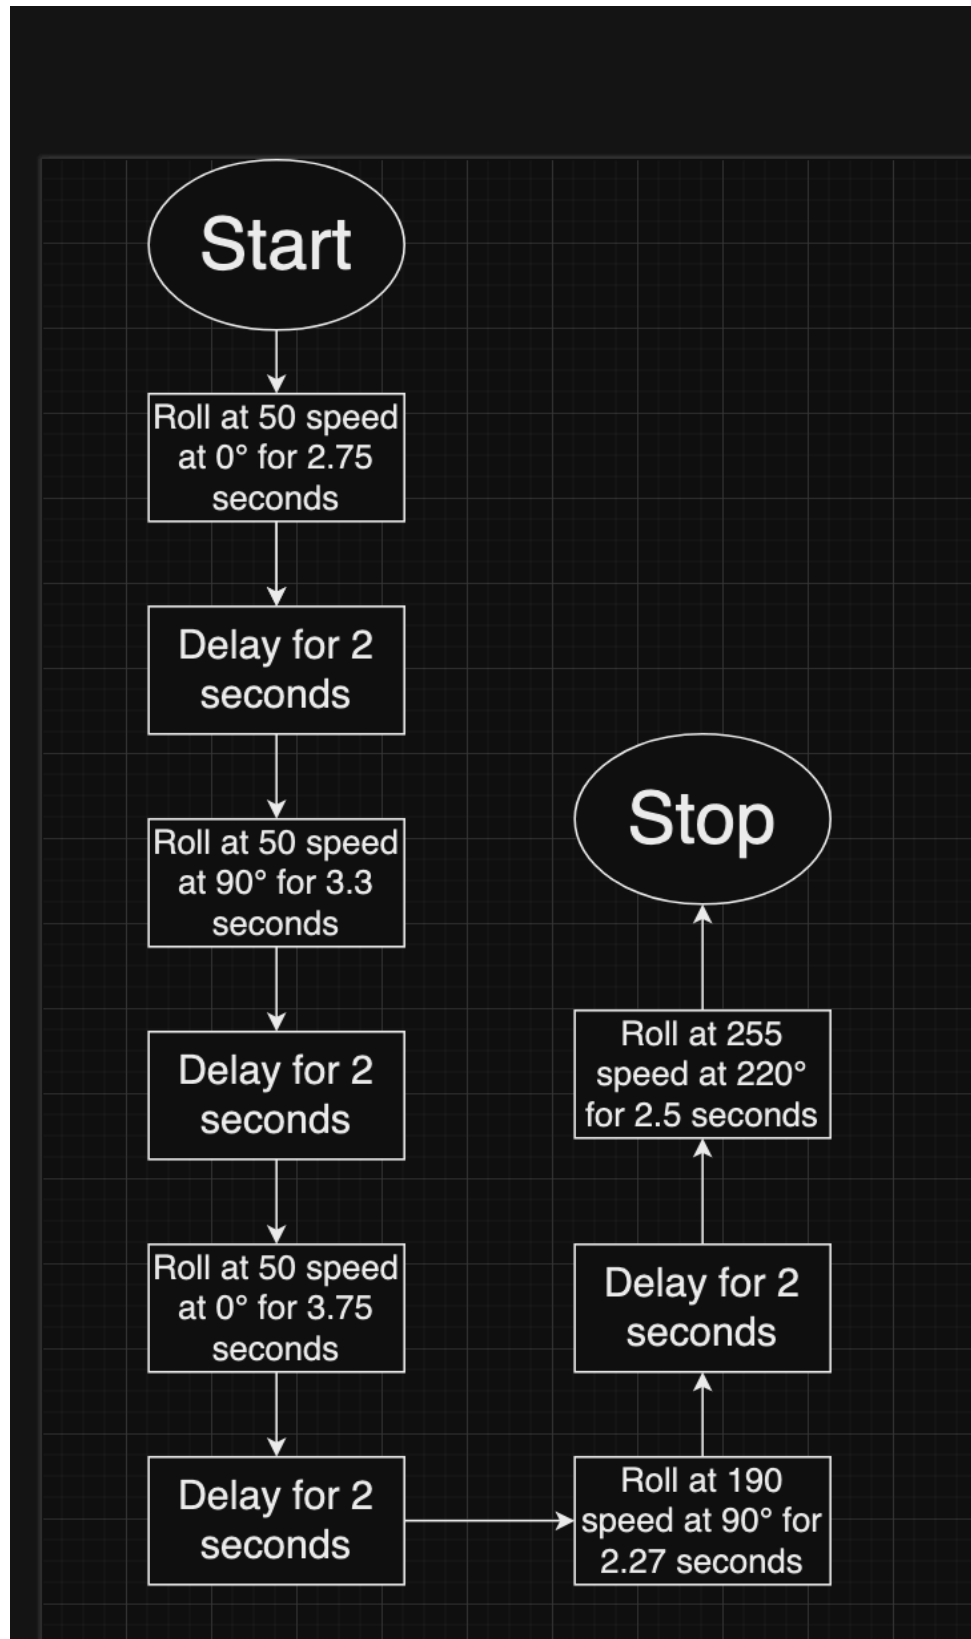 Start
Roll at 50 speed
at 0° for 2.75
seconds
Delay for 2
seconds
Roll at 50 speed
at 90° for 3.3
seconds
Delay for 2
seconds
Roll at 50 speed
at 0° for 3.75
seconds
Delay for 2
seconds
Roll at 190
speed at 90° for
2.27 seconds
Delay for 2
seconds
Roll at 255
speed at 220°
for 2.5 seconds
Stop